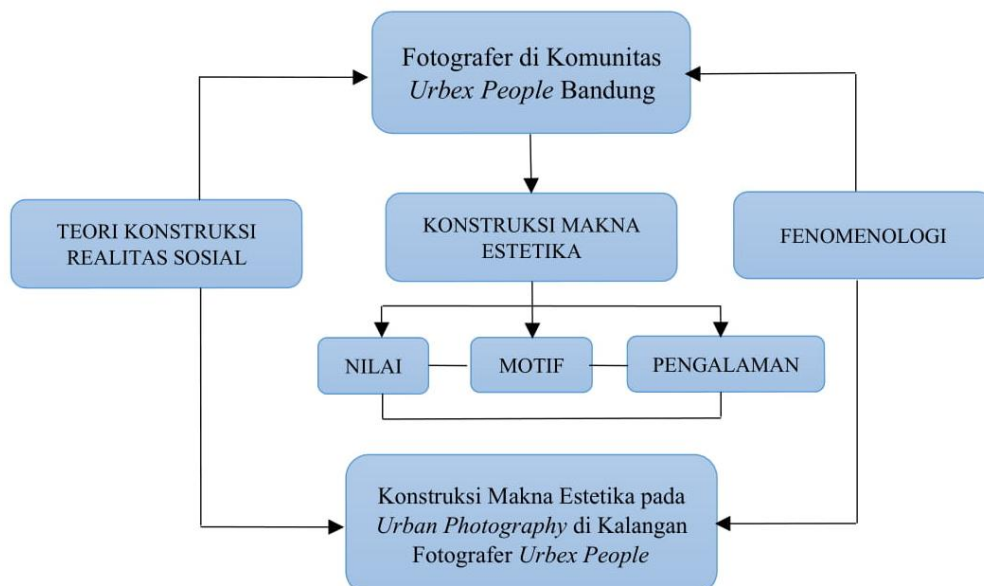 Fotografer di Komunitas
Urbex People Bandung
TEORI KONSTRUKSI
REALITAS SOSIAL
KONSTRUKSI MAKNA
ESTETIKA
FENOMENOLOGI
NILAI
MOTIF
PENGALAMAN
Konstruksi Makna Estetika pada
Urban Photography di Kalangan
Fotografer Urbex People